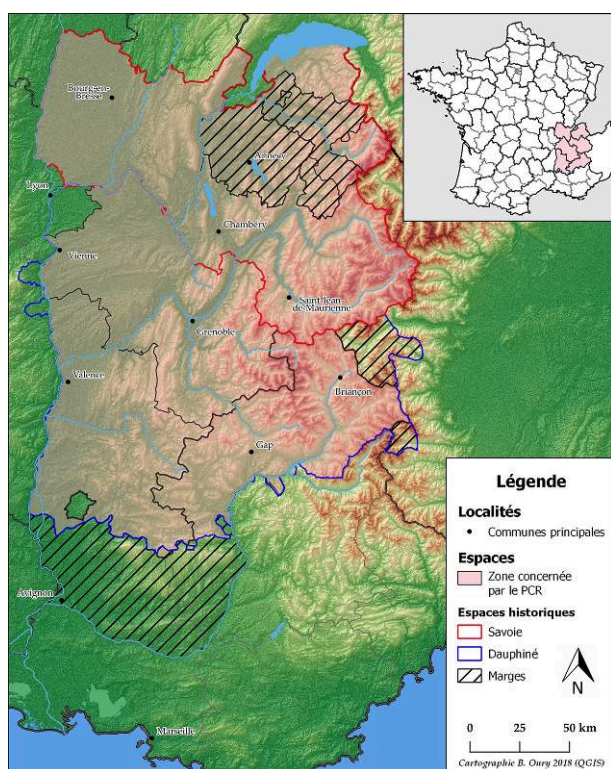 Bourg-en-
Bresse
Annecy
Lyon
Chambéry
Vienne
Saint-Jean
de Maurienne
Grenoble
Valence
Briançon
Gap
Avignon
Marseille
Légende
Localités
Communes principales
Espaces
Zone concernée
par le PCR
Espaces historiques
Savoie
Dauphiné
Marges
N
0 25 50 km
Cartographie B. Oury 2018 (QGIS)